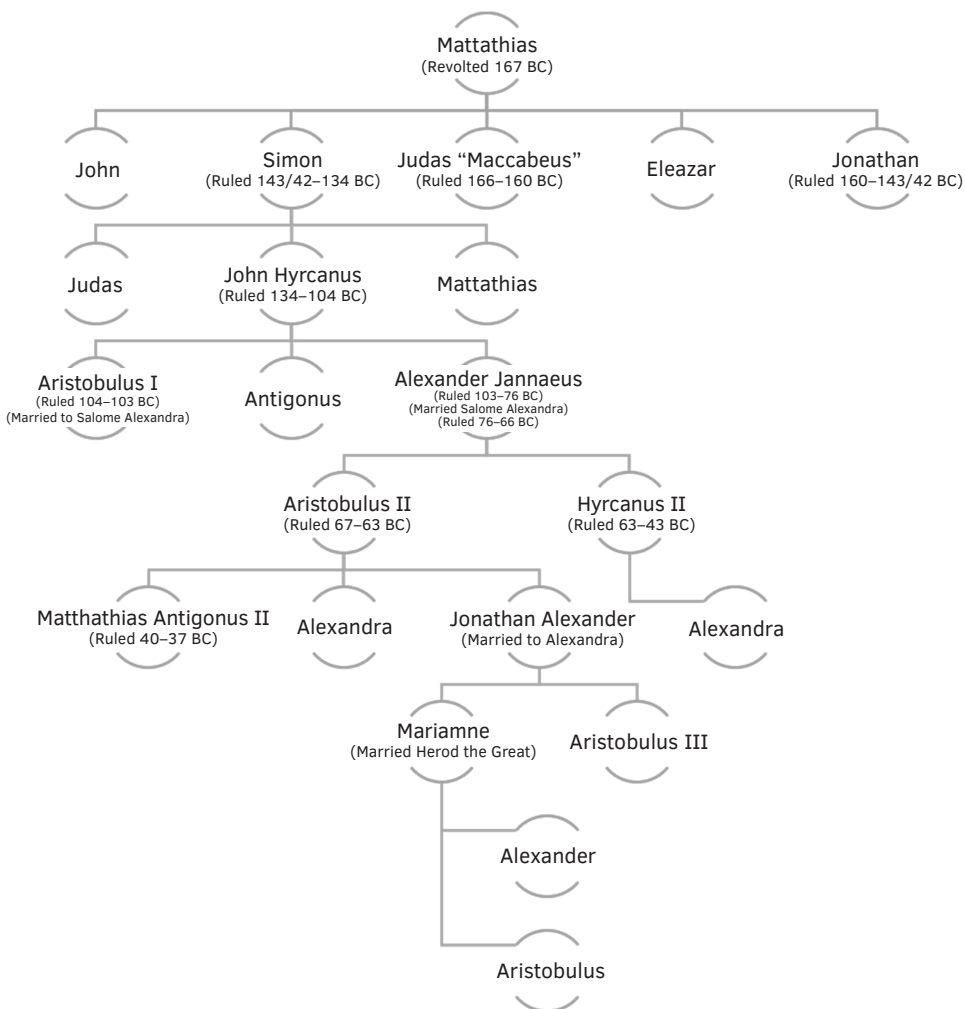 Mattathias
(Revolted 167 BC)
John
Simon
(Ruled 143/42–134 BC)
Judas “Maccabeus”
(Ruled 166–160 BC)
Eleazar
Jonathan
(Ruled 160–143/42 BC)
Judas
John Hyrcanus
(Ruled 134–104 BC)
Mattathias
Aristobulus I
(Ruled 104–103 BC)
(Married to Salome Alexandra)
Antigonus
Alexander Jannaeus
(Ruled 103–76 BC)
(Married Salome Alexandra)
(Ruled 76–66 BC)
Aristobulus II
(Ruled 67–63 BC)
Hyrcanus II
(Ruled 63–43 BC)
Matthathias Antigonus II
(Ruled 40–37 BC)
Alexandra
Jonathan Alexander
(Married to Alexandra)
Alexandra
Mariamne
(Married Herod the Great)
Aristobulus III
Alexander
Aristobulus